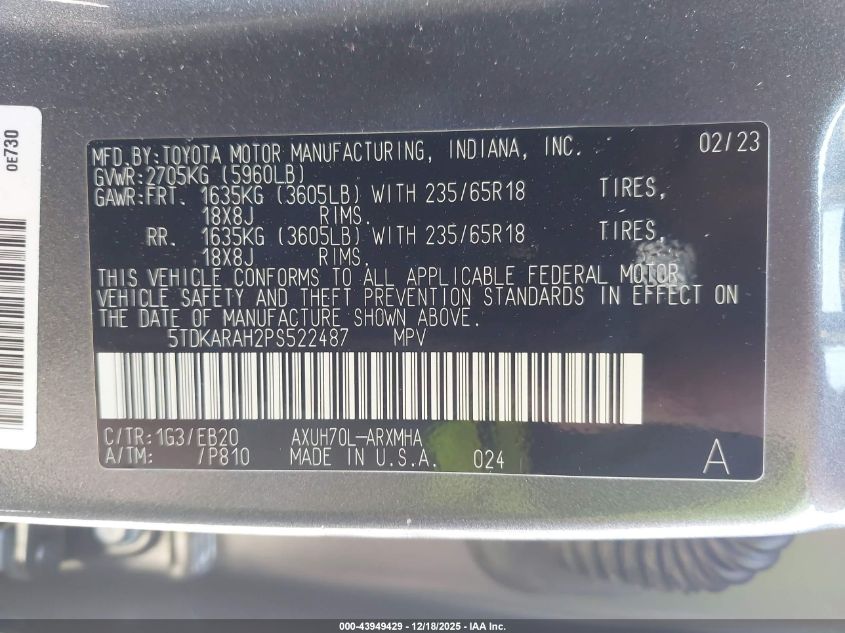 0E730
MFD.BY:TOYOTA MOTOR MANUFACTURING, INDIANA, INC. 02/23
GVWR:2705KG (5960LB)
GAWR:FRT. 1635KG (3605LB) WITH 235/65R18 TIRES,
18X8J RIMS.
RR. 1635KG (3605LB) WITH 235/65R18 TIRES,
18X8J RIMS.
THIS VEHICLE CONFORMS TO ALL APPLICABLE FEDERAL MOTOR
VEHICLE SAFETY AND THEFT PREVENTION STANDARDS IN EFFECT ON
THE DATE OF MANUFACTURE SHOWN ABOVE.
5TDKARAH2PS522487 MPV
C/TR:1G3/EB20 AXUH70L-ARXMHA
A/TM: /P810 MADE IN U.S.A. 024 A
000-43949429 - 12/18/2025 - IAA Inc.